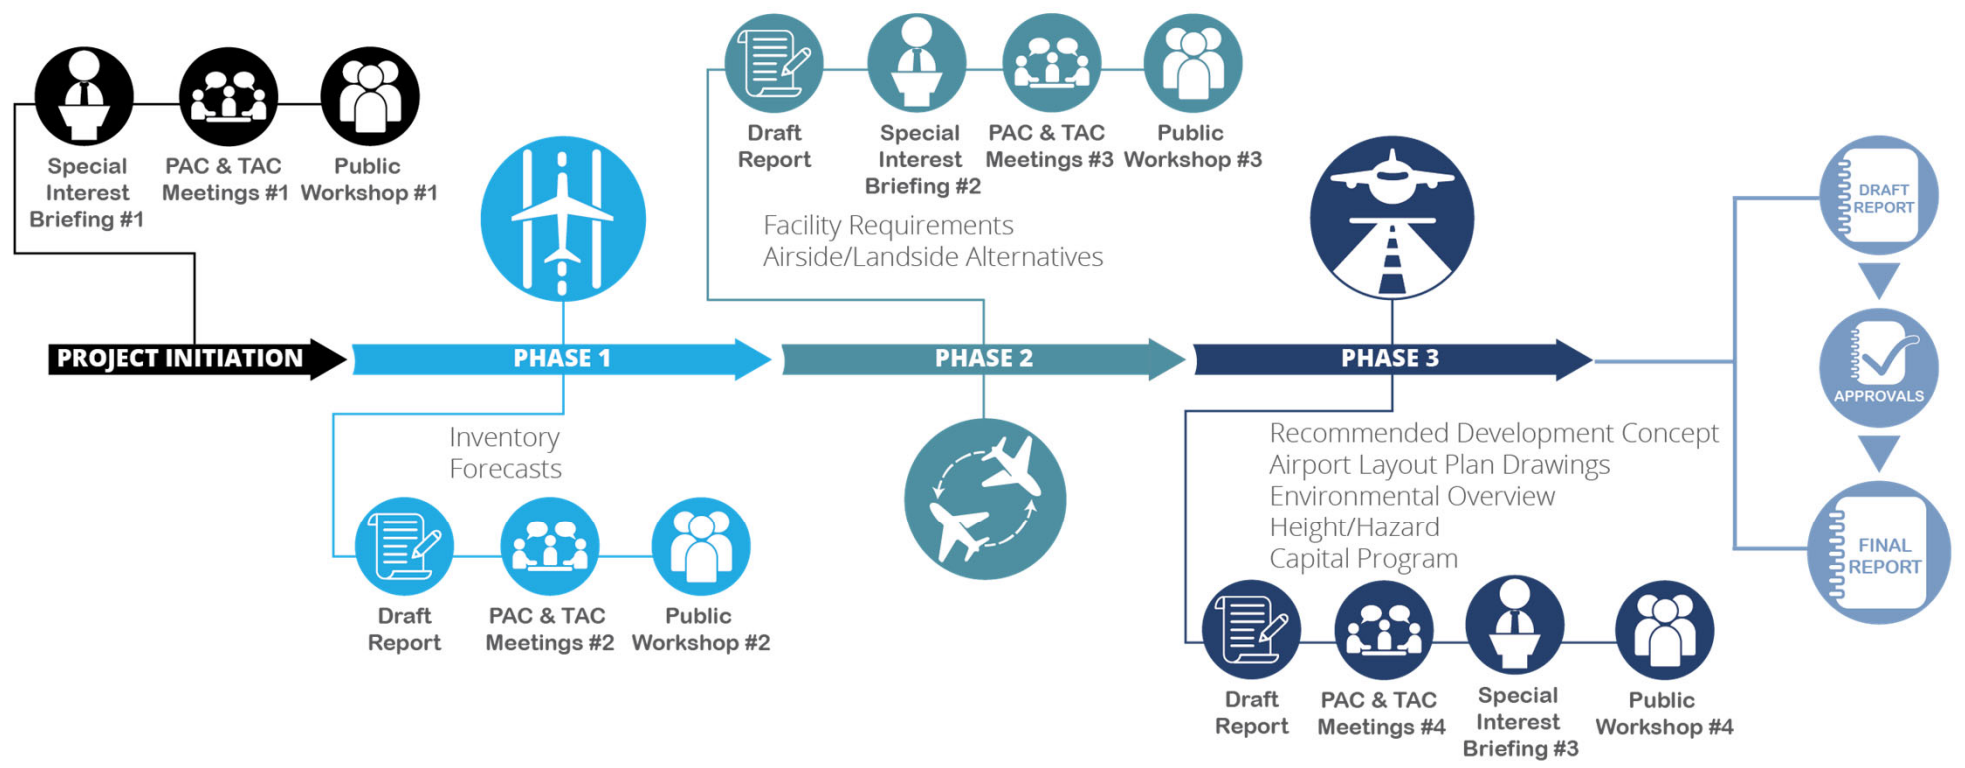 Special
Interest
Briefing #1
PAC & TAC
Meetings #1
Public
Workshop #1
PROJECT INITIATION
PHASE 1
Inventory
Forecasts
Draft
Report
PAC & TAC
Meetings #2
Public
Workshop #2
Draft
Report
Special
Interest
Briefing #2
PAC & TAC
Meetings #3
Public
Workshop #3
Facility Requirements
Airside/Landside Alternatives
PHASE 2
PHASE 3
Recommended Development Concept
Airport Layout Plan Drawings
Environmental Overview
Height/Hazard
Capital Program
Draft
Report
PAC & TAC
Meetings #4
Special
Interest
Briefing #3
Public
Workshop #4
DRAFT
REPORT
APPROVALS
FINAL
REPORT